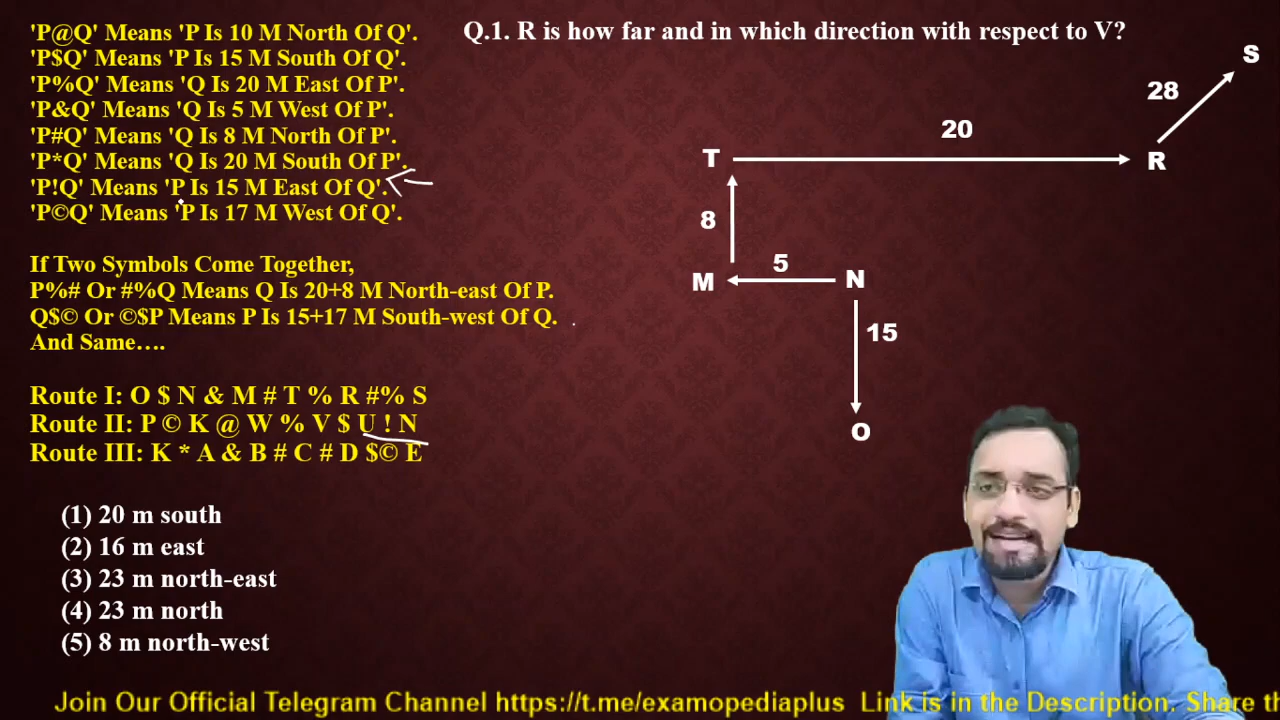 'P@Q' Means 'P Is 10 M North Of Q'.
'P$Q' Means 'P Is 15 M South Of Q'.
'P%Q' Means 'Q Is 20 M East Of P'.
'P&Q' Means 'Q Is 5 M West Of P'.
'P#Q' Means 'Q Is 8 M North Of P'.
'P*Q' Means 'Q Is 20 M South Of P'.
'P!Q' Means 'P Is 15 M East Of Q'.
'P©Q' Means 'P Is 17 M West Of Q'.
If Two Symbols Come Together,
P%# Or #%Q Means Q Is 20+8 M North-east Of P.
Q$© Or ©$P Means P Is 15+17 M South-west Of Q.
And Same….
Route I: O $ N & M # T % R #% S
Route II: P © K @ W % V $ U ! N
Route III: K * A & B # C # D $© E
(1) 20 m south
(2) 16 m east
(3) 23 m north-east
(4) 23 m north
(5) 8 m north-west
Q.1. R is how far and in which direction with respect to V?
S
28
20
T
R
8
5
M
N
15
O
Join Our Official Telegram Channel https://t.me/examopediaplus Link is in the Description. Share th